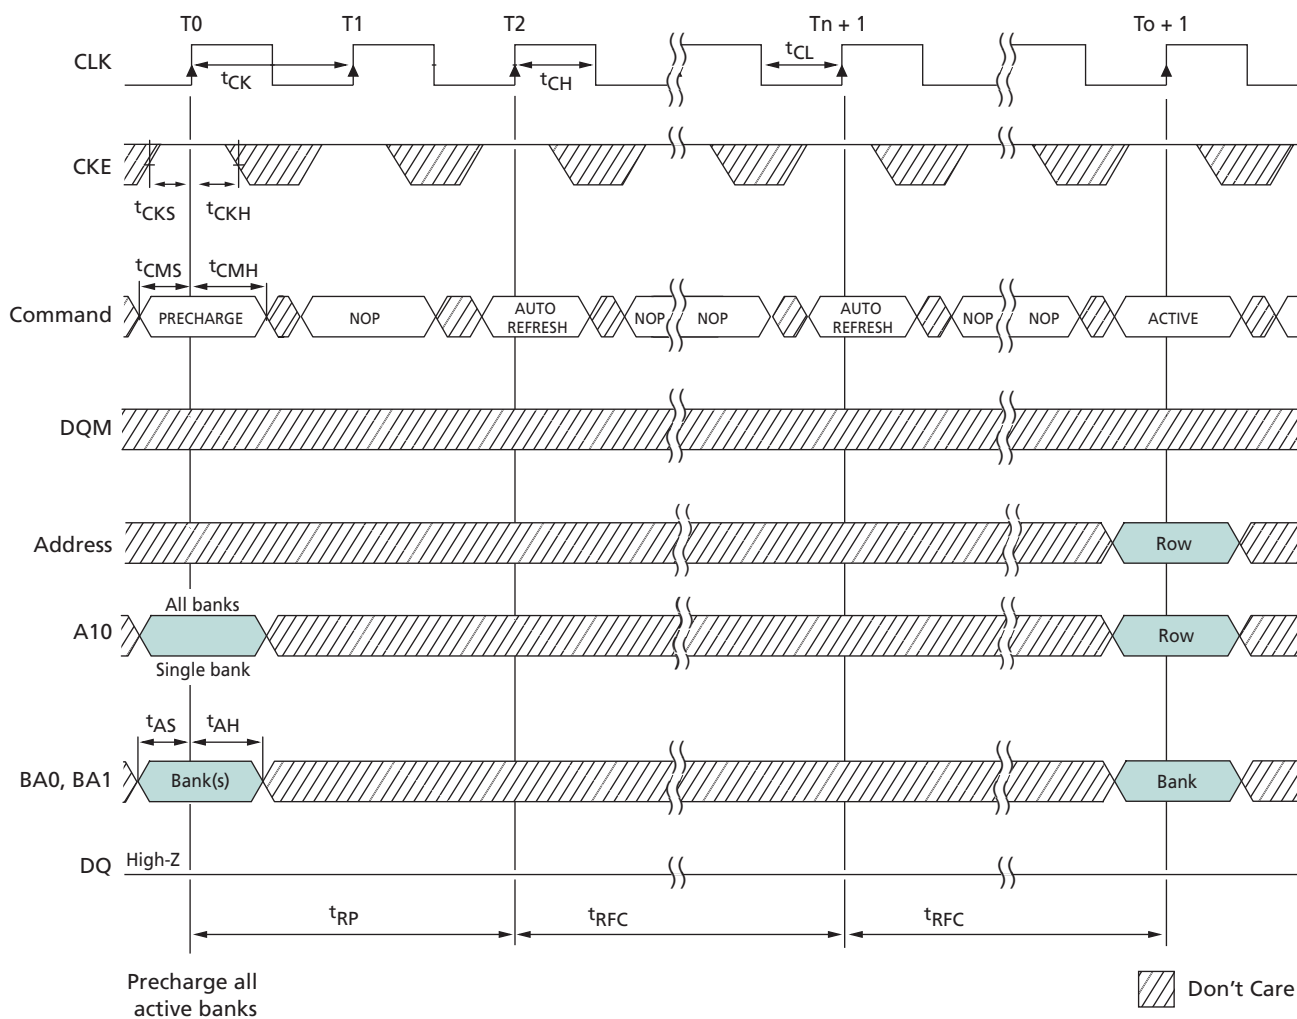 T0 T1 T2 Tn + 1 To + 1
CLK tCK tCH tCL
CKE
tCKS tCKH
tCMS tCMH
Command PRECHARGE NOP AUTO REFRESH NOP NOP AUTO REFRESH NOP NOP ACTIVE
DQM
Address Row
All banks
A10 Row
Single bank
tAS tAH
BA0, BA1 Bank(s) Bank
DQ High-Z
tRP tRFC tRFC
Precharge all
active banks
Don't Care